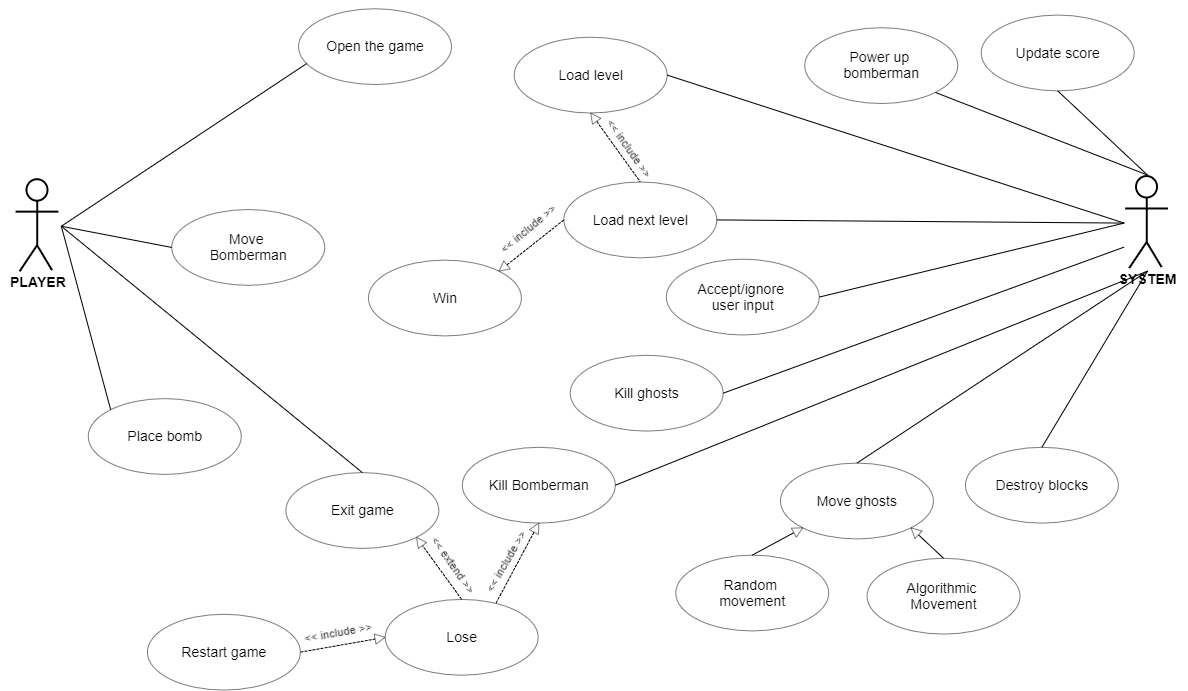 Open the game
Load level
Power up
bomberman
Update score
<< include >>
PLAYER
Move
Bomberman
<< include >>
Load next level
SYSTEM
Win
Accept/ignore
user input
Kill ghosts
Place bomb
Exit game
Kill Bomberman
Move ghosts
Destroy blocks
<< extend >>
<< include >>
Random
movement
Algorithmic
Movement
Restart game
<< include >>
Lose